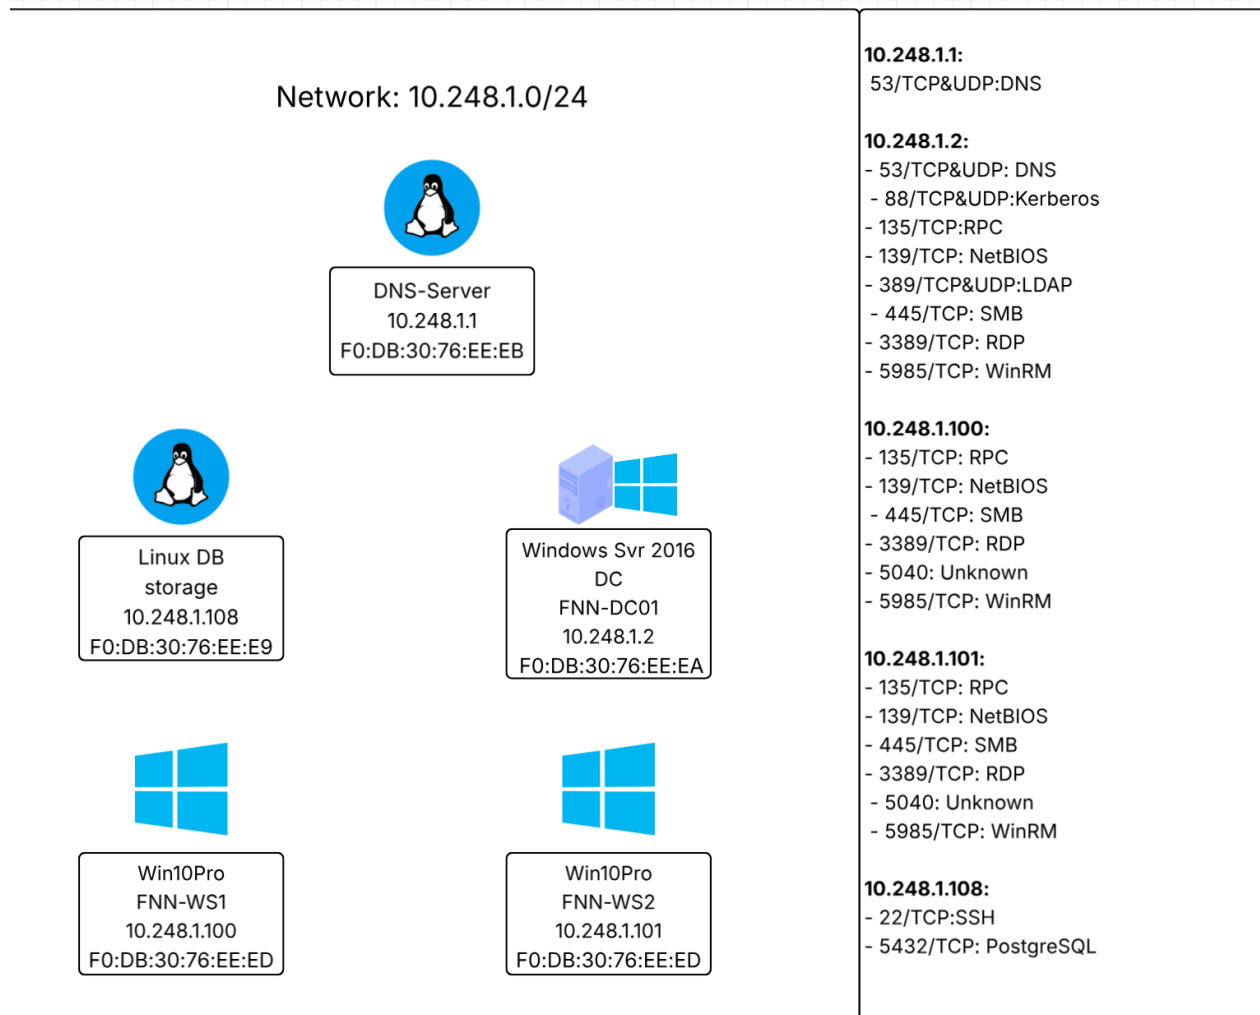 Network: 10.248.1.0/24
DNS-Server
10.248.1.1
F0:DB:30:76:EE:EB
Linux DB
storage
10.248.1.108
F0:DB:30:76:EE:E9
Windows Svr 2016
DC
FNN-DC01
10.248.1.2
F0:DB:30:76:EE:EA
Win10Pro
FNN-WS1
10.248.1.100
F0:DB:30:76:EE:ED
Win10Pro
FNN-WS2
10.248.1.101
F0:DB:30:76:EE:ED
10.248.1.1:
53/TCP&UDP:DNS
10.248.1.2:
- 53/TCP&UDP: DNS
- 88/TCP&UDP:Kerberos
- 135/TCP:RPC
- 139/TCP: NetBIOS
- 389/TCP&UDP:LDAP
- 445/TCP: SMB
- 3389/TCP: RDP
- 5985/TCP: WinRM
10.248.1.100:
- 135/TCP: RPC
- 139/TCP: NetBIOS
- 445/TCP: SMB
- 3389/TCP: RDP
- 5040: Unknown
- 5985/TCP: WinRM
10.248.1.101:
- 135/TCP: RPC
- 139/TCP: NetBIOS
- 445/TCP: SMB
- 3389/TCP: RDP
- 5040: Unknown
- 5985/TCP: WinRM
10.248.1.108:
- 22/TCP:SSH
- 5432/TCP: PostgreSQL